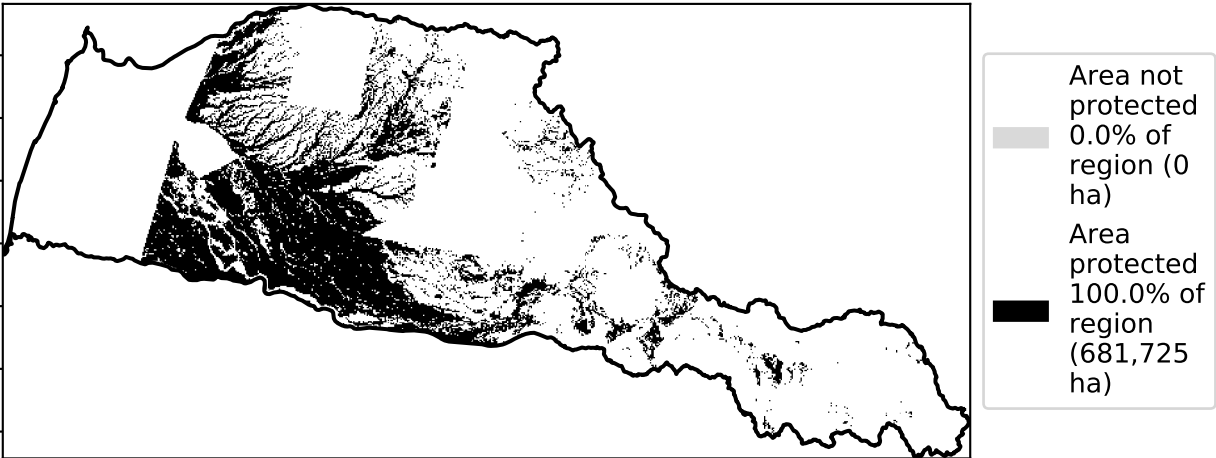 Area not
protected
0.0% of
region (0
ha)
Area
protected
100.0% of
region
(681,725
ha)